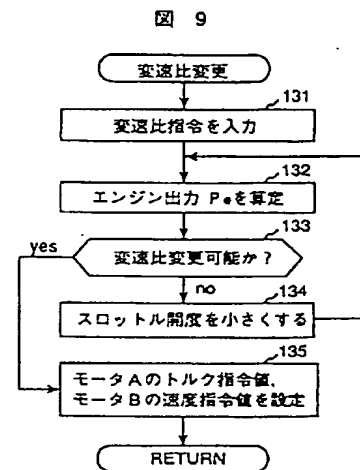 図 9
変速比変更
131
変速比指令を入力
132
エンジン出力 Peを算定
133
yes
変速比変更可能か?
no
134
スロットル開度を小さくする
135
モータAのトルク指令値,
モータBの速度指令値を設定
RETURN